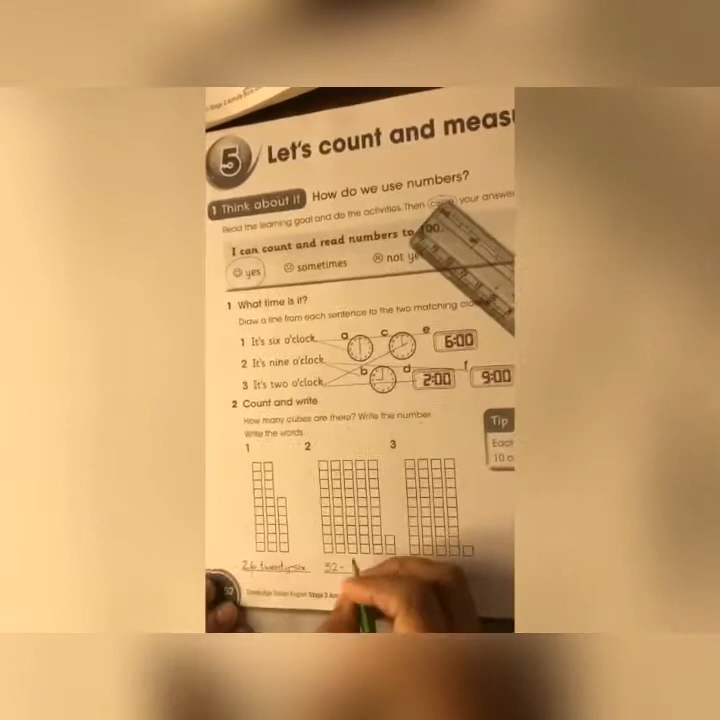 5 Let's count and meas
1 Think about it How do we use numbers?
Read the learning goal and do the activities. Then your answe
I can count and read numbers to 100.
yes sometimes not ye
1 What time is it?
Draw a line from each sentence to the two matching clo
1 It's six o'clock. a c e 6:00
2 It's nine o'clock. b d f
3 It's two o'clock. 2:00 9:00
2 Count and write
How many cubes are there? Write the number.
Write the words.
Tip
Each
10 c
1 2 3
26 twenty-six 52 -